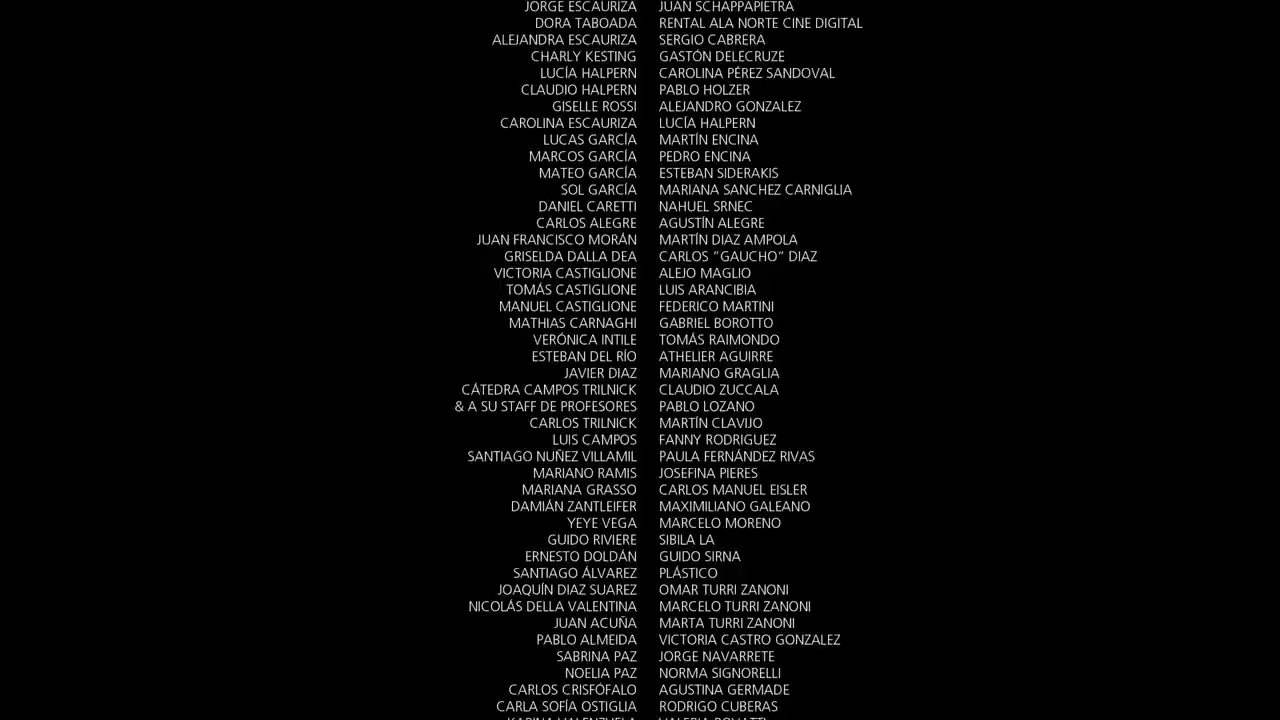 JORGE ESCAURIZA JUAN SCHAPPAPIETRA
DORA TABOADA RENTAL ALA NORTE CINE DIGITAL
ALEJANDRA ESCAURIZA SERGIO CABRERA
CHARLY KESTING GASTÓN DELECRUZE
LUCÍA HALPERN CAROLINA PÉREZ SANDOVAL
CLAUDIO HALPERN PABLO HOLZER
GISELLE ROSSI ALEJANDRO GONZALEZ
CAROLINA ESCAURIZA LUCÍA HALPERN
LUCAS GARCÍA MARTÍN ENCINA
MARCOS GARCÍA PEDRO ENCINA
MATEO GARCÍA ESTEBAN SIDERAKIS
SOL GARCÍA MARIANA SANCHEZ CARNIGLIA
DANIEL CARETTI NAHUEL SRNEC
CARLOS ALEGRE AGUSTÍN ALEGRE
JUAN FRANCISCO MORÁN MARTÍN DIAZ AMPOLA
GRISELDA DALLA DEA CARLOS "GAUCHO" DIAZ
VICTORIA CASTIGLIONE ALEJO MAGLIO
TOMÁS CASTIGLIONE LUIS ARANCIBIA
MANUEL CASTIGLIONE FEDERICO MARTINI
MATHIAS CARNAGHI GABRIEL BOROTTO
VERÓNICA INTILE TOMÁS RAIMONDO
ESTEBAN DEL RÍO ATHELIER AGUIRRE
JAVIER DIAZ MARIANO GRAGLIA
CÁTEDRA CAMPOS TRILNICK CLAUDIO ZUCCALA
& A SU STAFF DE PROFESORES PABLO LOZANO
CARLOS TRILNICK MARTÍN CLAVIJO
LUIS CAMPOS FANNY RODRIGUEZ
SANTIAGO NUÑEZ VILLAMIL PAULA FERNÁNDEZ RIVAS
MARIANO RAMIS JOSEFINA PIERES
MARIANA GRASSO CARLOS MANUEL EISLER
DAMIÁN ZANTLEIFER MAXIMILIANO GALEANO
YEYE VEGA MARCELO MORENO
GUIDO RIVIERE SIBILA LA
ERNESTO DOLDÁN GUIDO SIRNA
SANTIAGO ÁLVAREZ PLÁSTICO
JOAQUÍN DIAZ SUAREZ OMAR TURRI ZANONI
NICOLÁS DELLA VALENTINA MARCELO TURRI ZANONI
JUAN ACUÑA MARTA TURRI ZANONI
PABLO ALMEIDA VICTORIA CASTRO GONZALEZ
SABRINA PAZ JORGE NAVARRETE
NOELIA PAZ NORMA SIGNORELLI
CARLOS CRISFÓFALO AGUSTINA GERMADE
CARLA SOFÍA OSTIGLIA RODRIGO CUBERAS